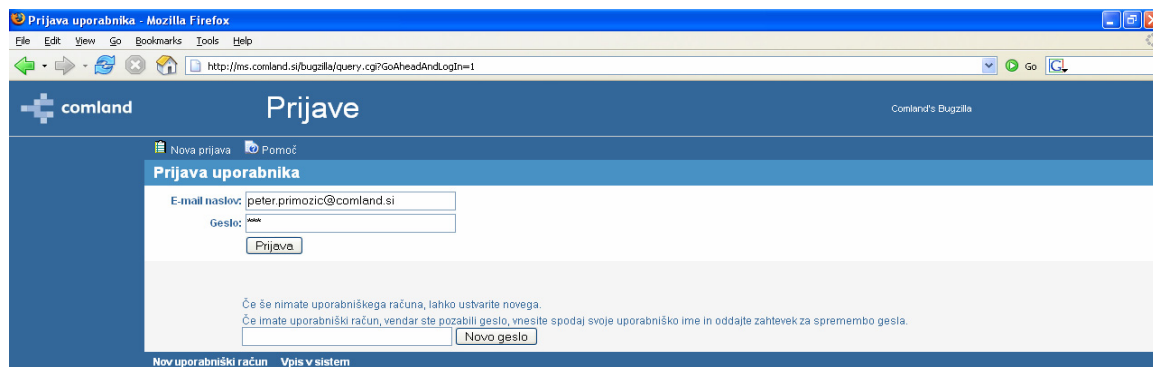 Prijava uporabnika - Mozilla Firefox
File Edit View Go Bookmarks Tools Help
http://ms.comland.si/bugzilla/query.cgi?GoAheadAndLogIn=1 Go G
comland Prijave Comland's Bugzilla
Nova prijava Pomoč
Prijava uporabnika
E-mail naslov: peter.primozic@comland.si
Geslo: ***
Prijava
Če še nimate uporabniškega računa, lahko ustvarite novega.
Če imate uporabniški račun, vendar ste pozabili geslo, vnesite spodaj svoje uporabniško ime in oddajte zahtevek za spremembo gesla.
Novo geslo
Nov uporabniški račun Vpis v sistem